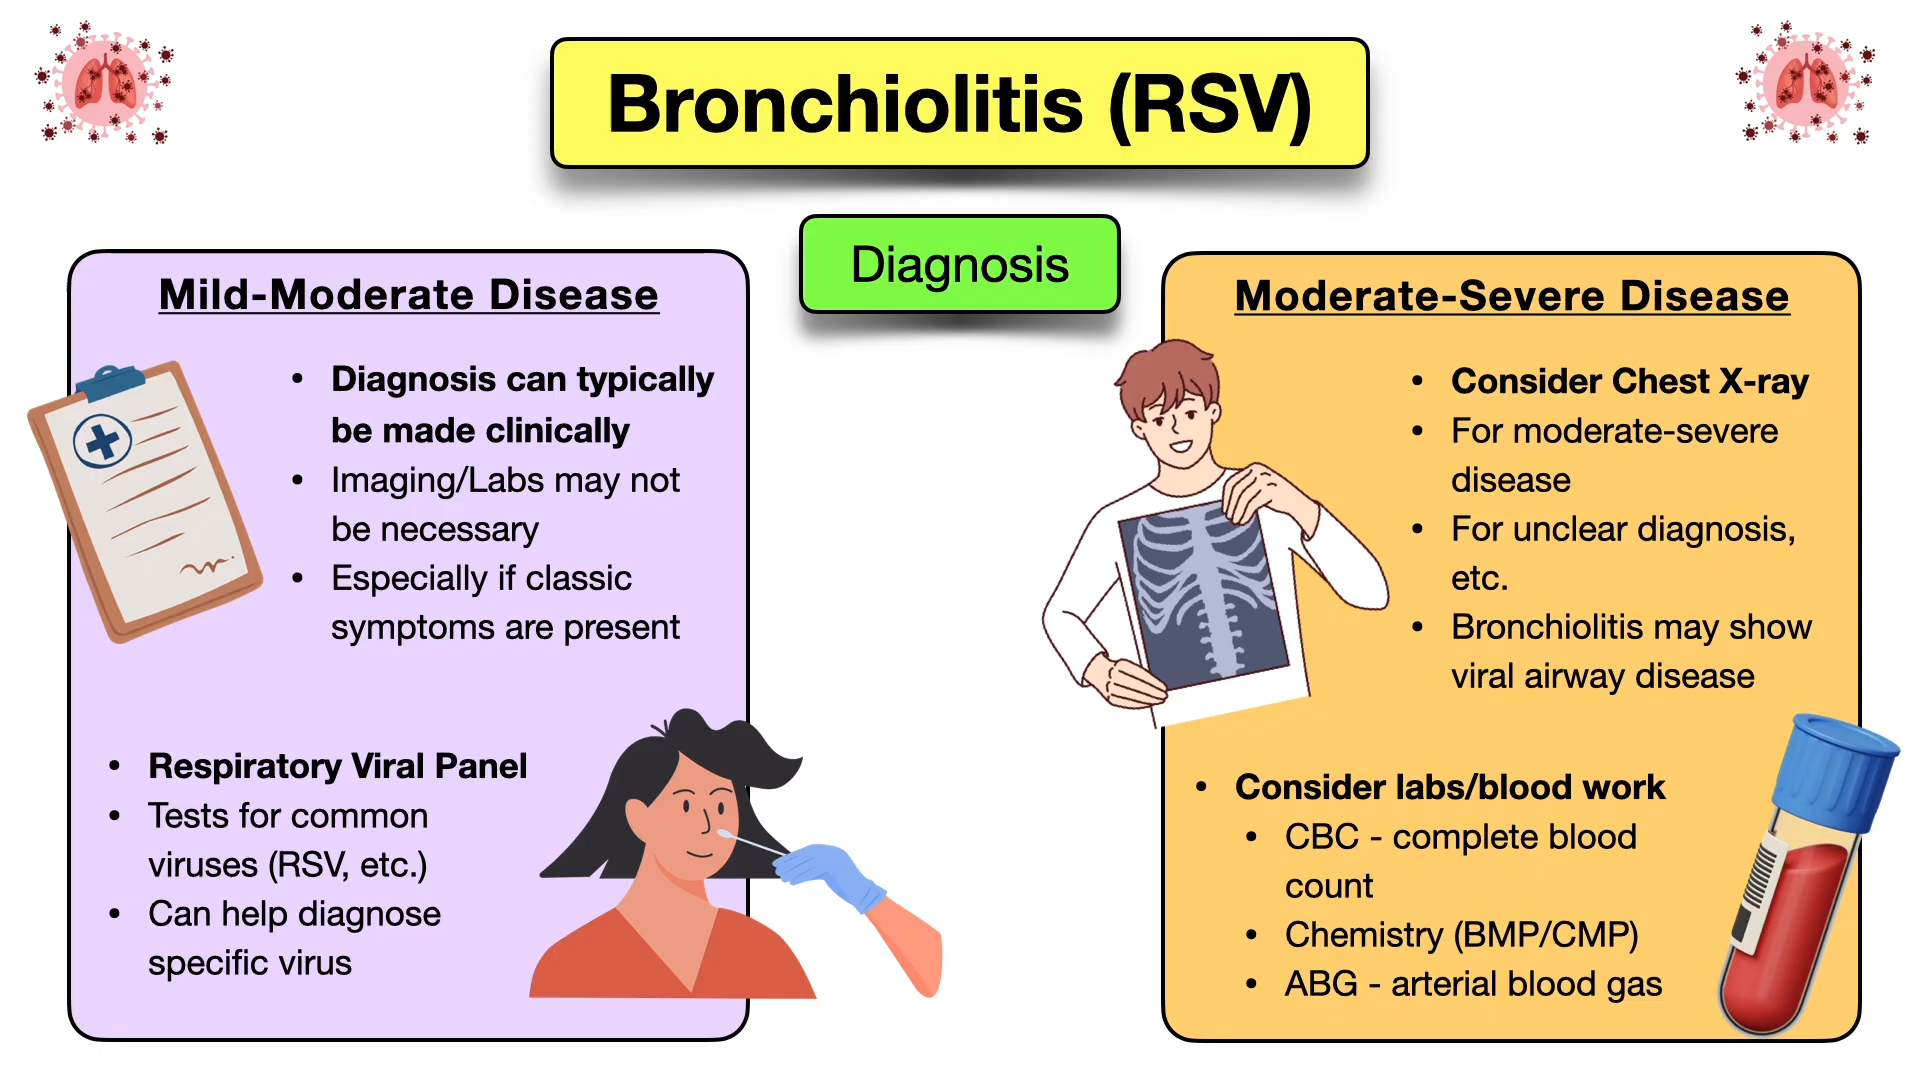 Bronchiolitis (RSV)
Diagnosis
Mild-Moderate Disease
• Diagnosis can typically
be made clinically
• Imaging/Labs may not
be necessary
• Especially if classic
symptoms are present
• Respiratory Viral Panel
• Tests for common
viruses (RSV, etc.)
• Can help diagnose
specific virus
Moderate-Severe Disease
• Consider Chest X-ray
• For moderate-severe
disease
• For unclear diagnosis,
etc.
• Bronchiolitis may show
viral airway disease
• Consider labs/blood work
• CBC - complete blood
count
• Chemistry (BMP/CMP)
• ABG - arterial blood gas